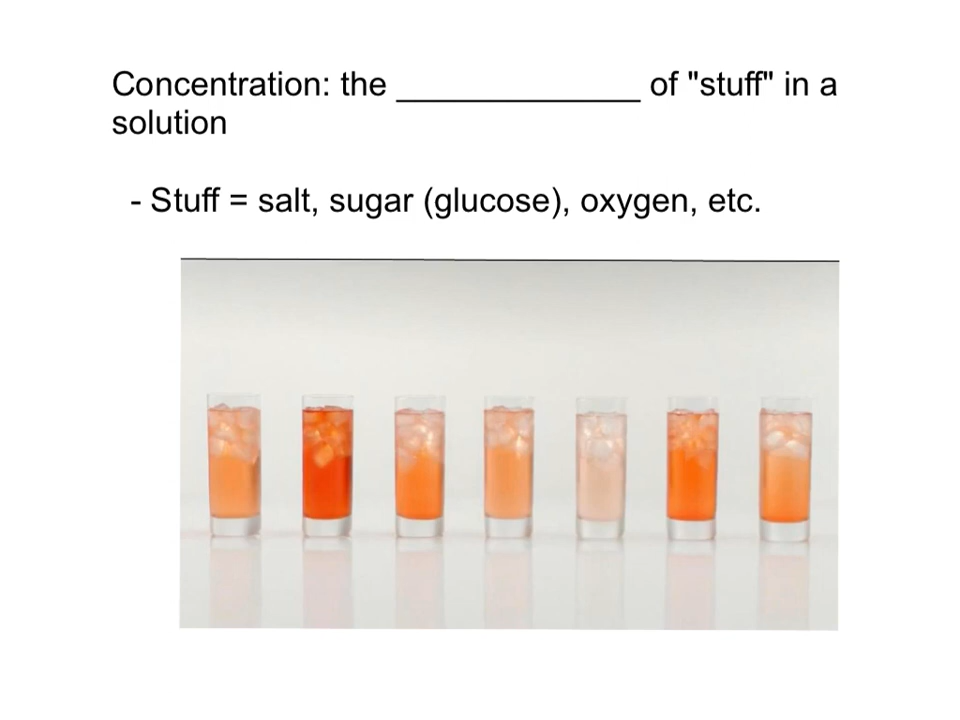 Concentration: the _____________ of "stuff" in a
solution
- Stuff = salt, sugar (glucose), oxygen, etc.